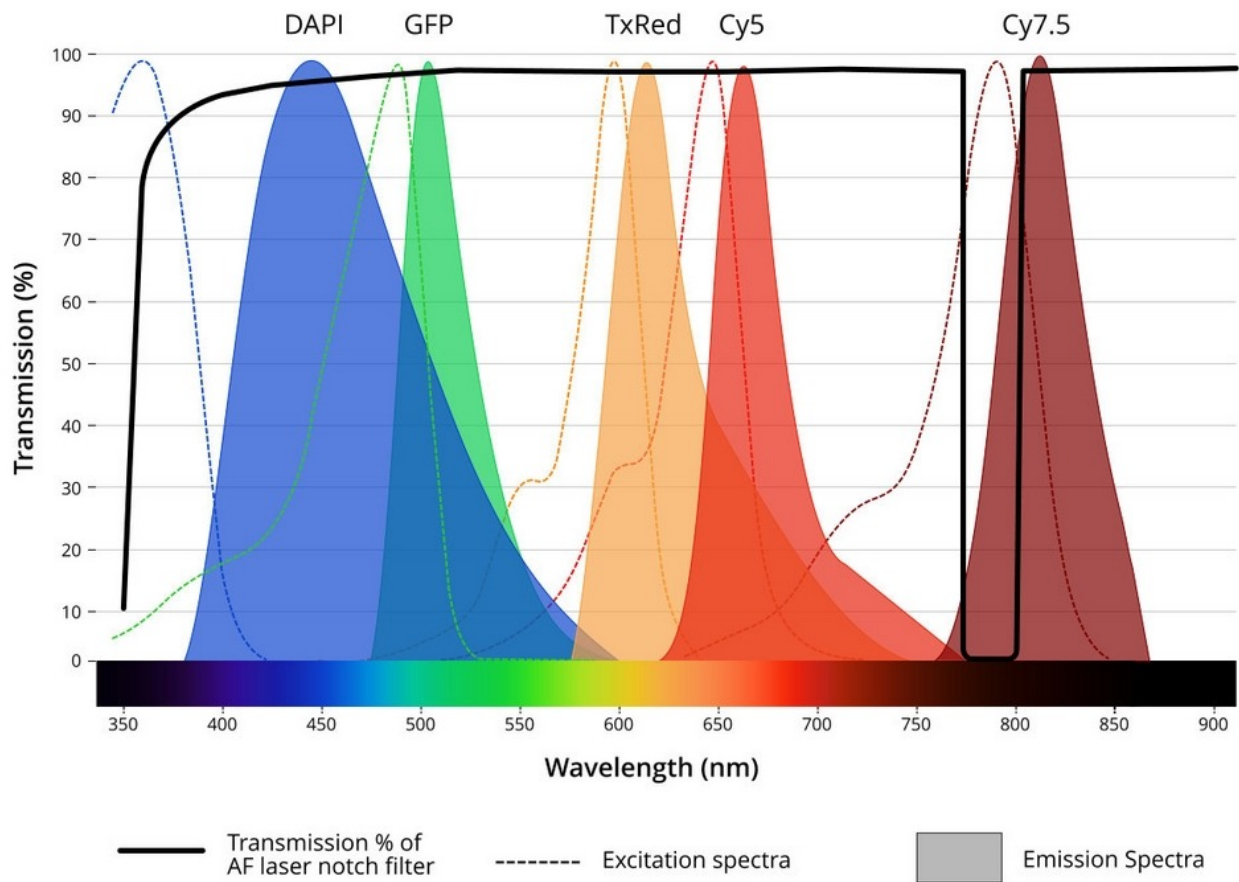 DAPI GFP TxRed Cy5 Cy7.5
100
90
80
70
60
50
40
30
20
10
0
Transmission (%)
350 400 450 500 550 600 650 700 750 800 850 900
Wavelength (nm)
Transmission % of
AF laser notch filter
Excitation spectra
Emission Spectra